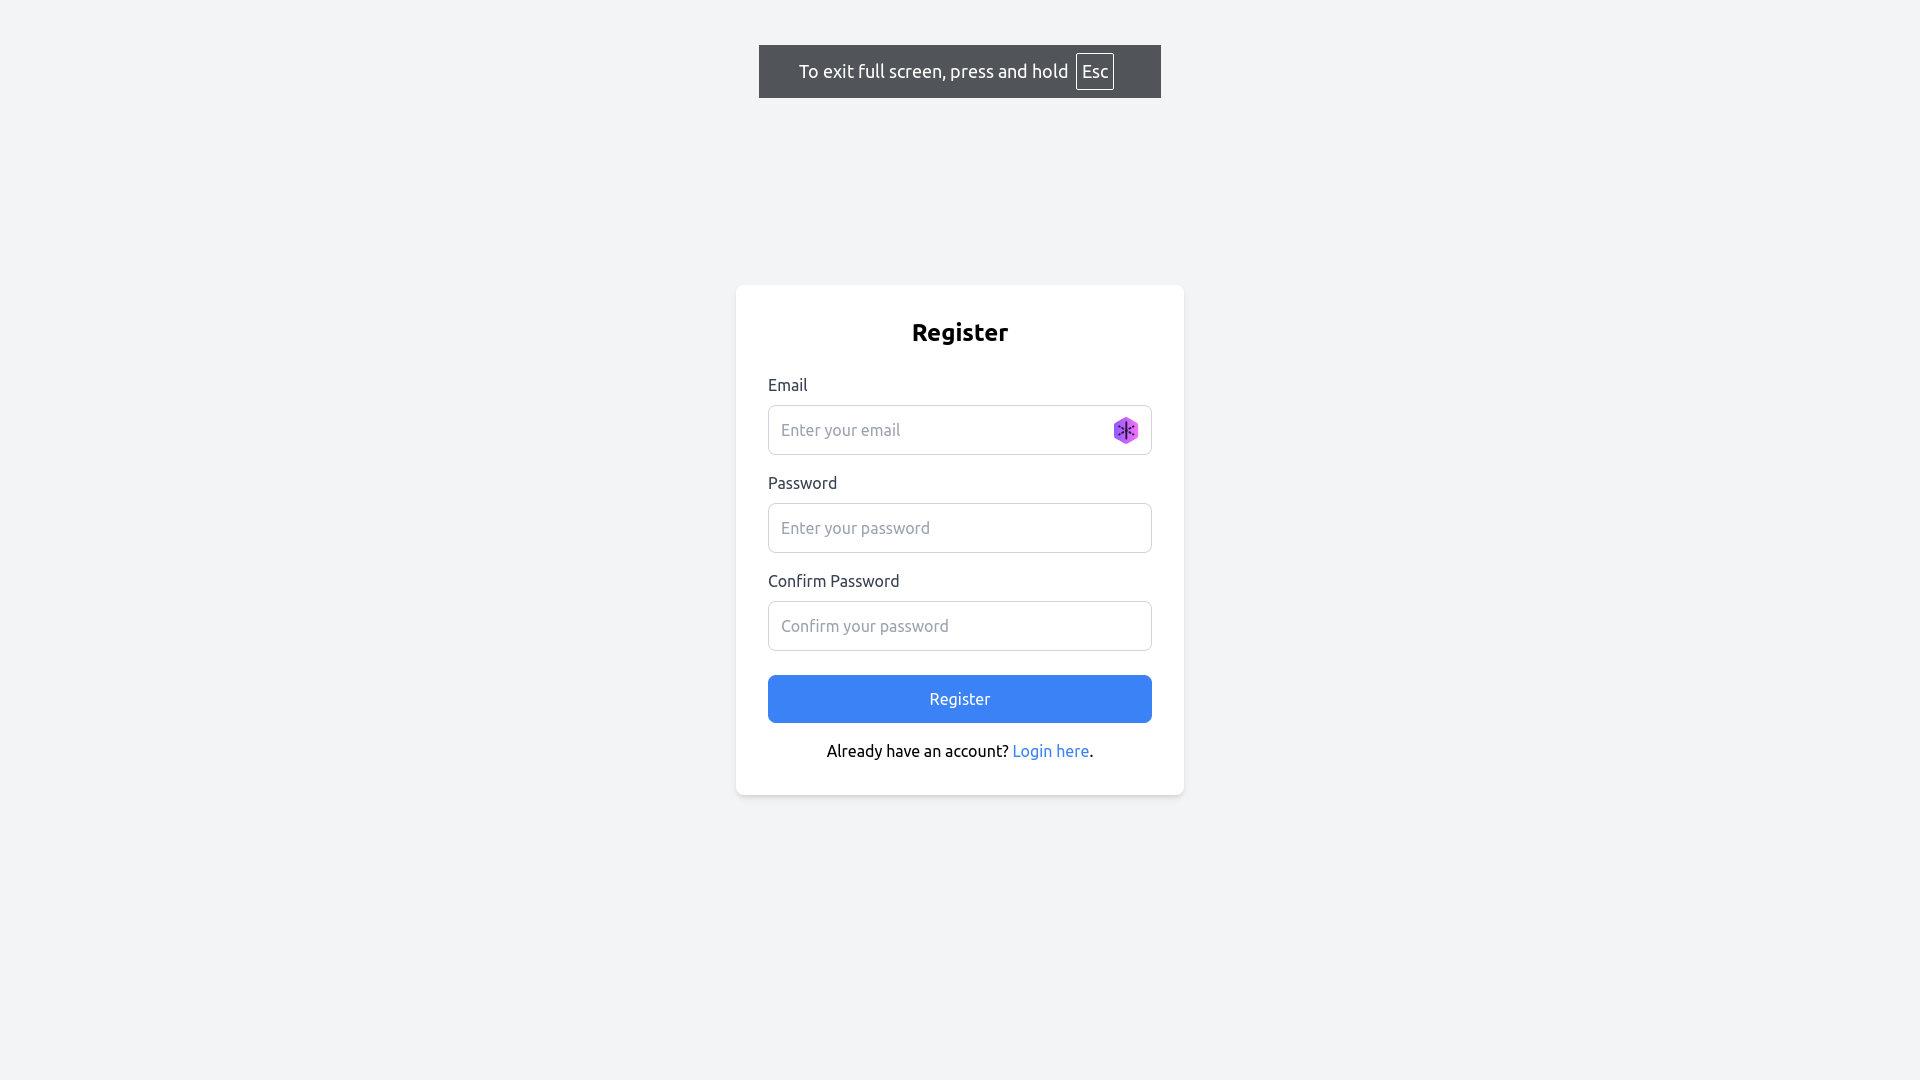 To exit full screen, press and hold Esc
Register
Email
Enter your email
Password
Enter your password
Confirm Password
Confirm your password
Register
Already have an account? Login here.